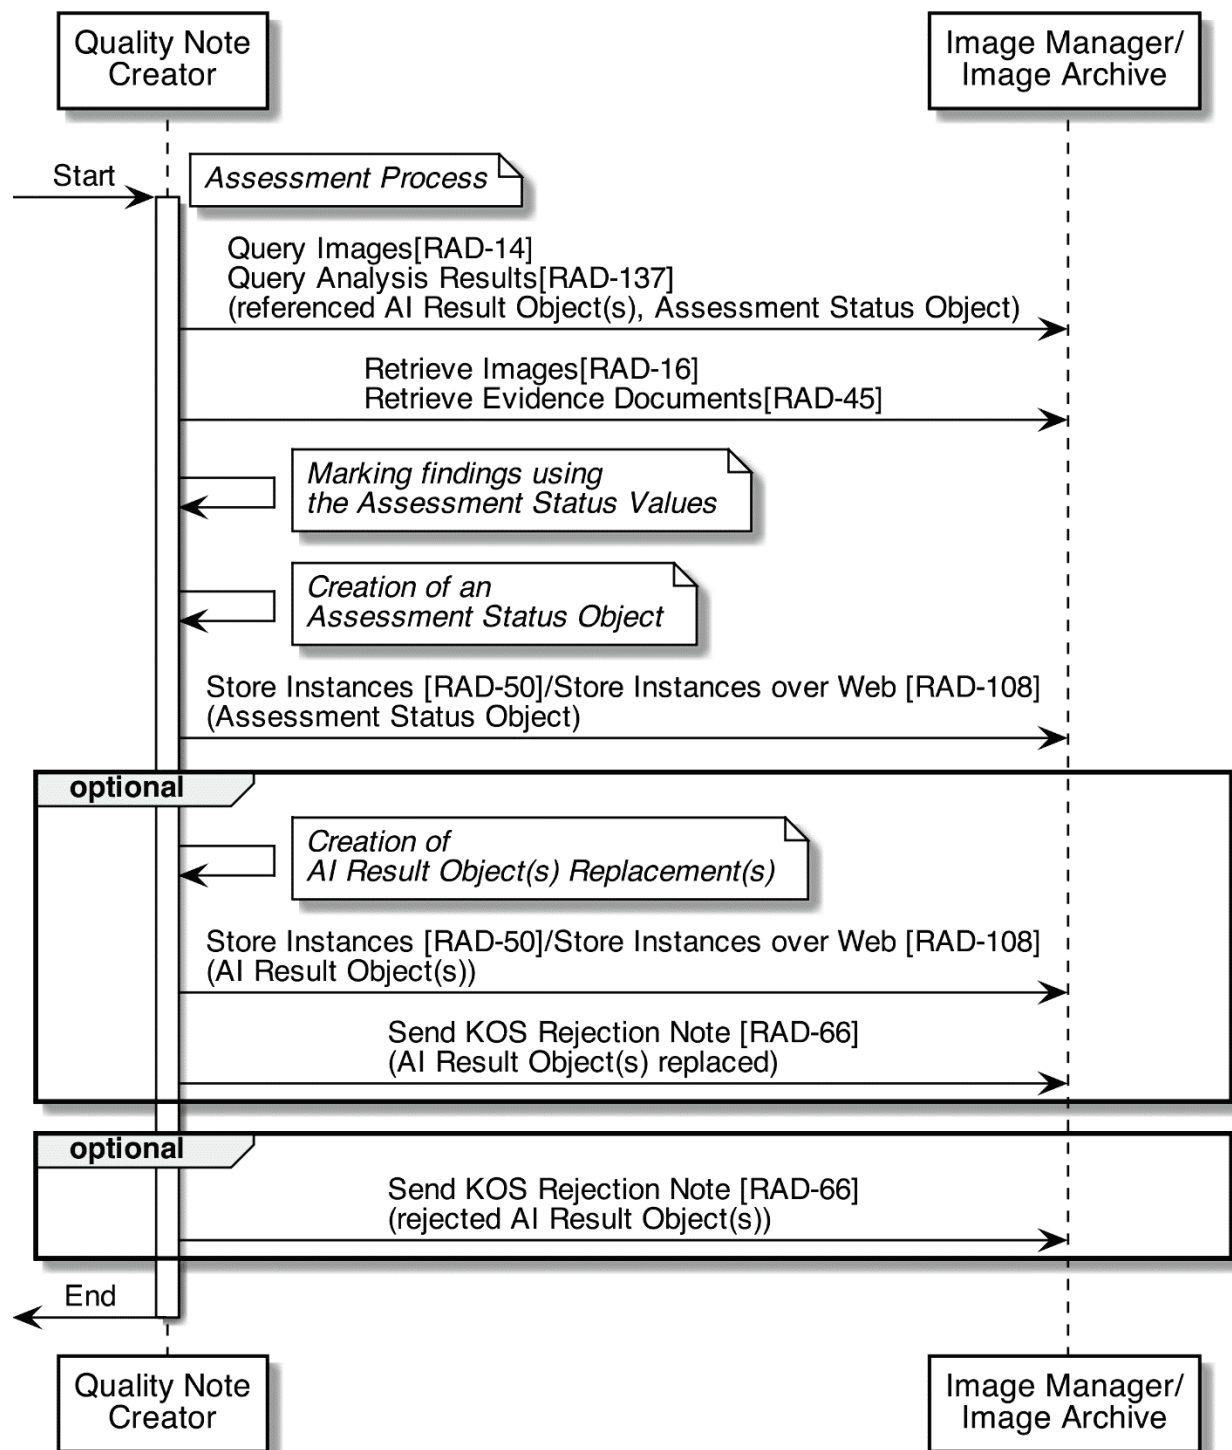 Quality Note
Creator
Image Manager/
Image Archive
Start
Assessment Process
Query Images[RAD-14]
Query Analysis Results[RAD-137]
(referenced AI Result Object(s), Assessment Status Object)
Retrieve Images[RAD-16]
Retrieve Evidence Documents[RAD-45]
Marking findings using
the Assessment Status Values
Creation of an
Assessment Status Object
Store Instances [RAD-50]/Store Instances over Web [RAD-108]
(Assessment Status Object)
optional
Creation of
AI Result Object(s) Replacement(s)
Store Instances [RAD-50]/Store Instances over Web [RAD-108]
(AI Result Object(s))
Send KOS Rejection Note [RAD-66]
(AI Result Object(s) replaced)
optional
Send KOS Rejection Note [RAD-66]
(rejected AI Result Object(s))
End
Quality Note
Creator
Image Manager/
Image Archive